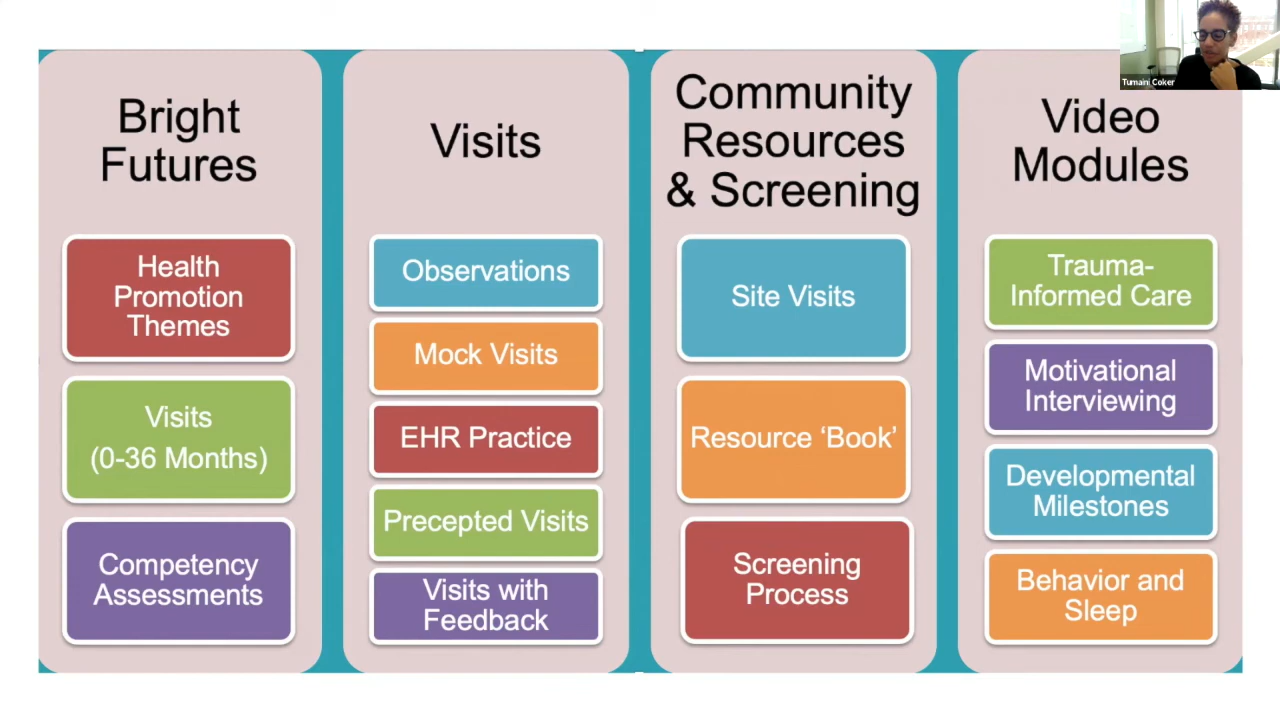 Bright
Futures
Health
Promotion
Themes
Visits
(0-36 Months)
Competency
Assessments
Visits
Observations
Mock Visits
EHR Practice
Precepted Visits
Visits with
Feedback
Community
Resources
& Screening
Site Visits
Resource ‘Book’
Screening
Process
Video
Modules
Trauma-
Informed Care
Motivational
Interviewing
Developmental
Milestones
Behavior and
Sleep
Tumaini Coker